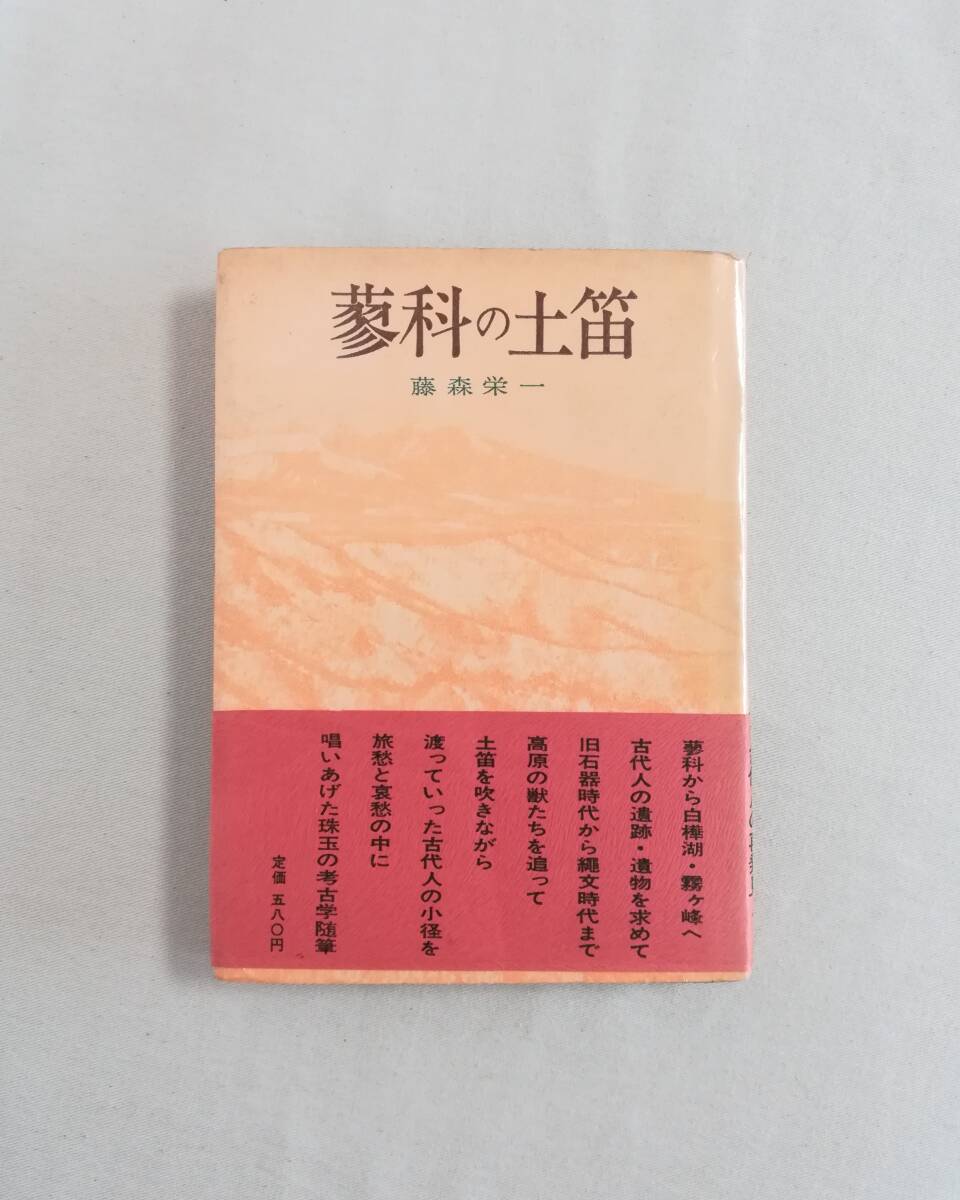 蓼科の土笛
藤森栄一
蓼科から白樺湖・霧ヶ峰へ
古代人の遺跡・遺物を求めて
旧石器時代から縄文時代まで
高原の獣たちを追って
土笛を吹きながら
渡っていった古代人の小径を
旅愁と哀愁の中に
唱いあげた珠玉の考古学随筆
定価 五八〇円